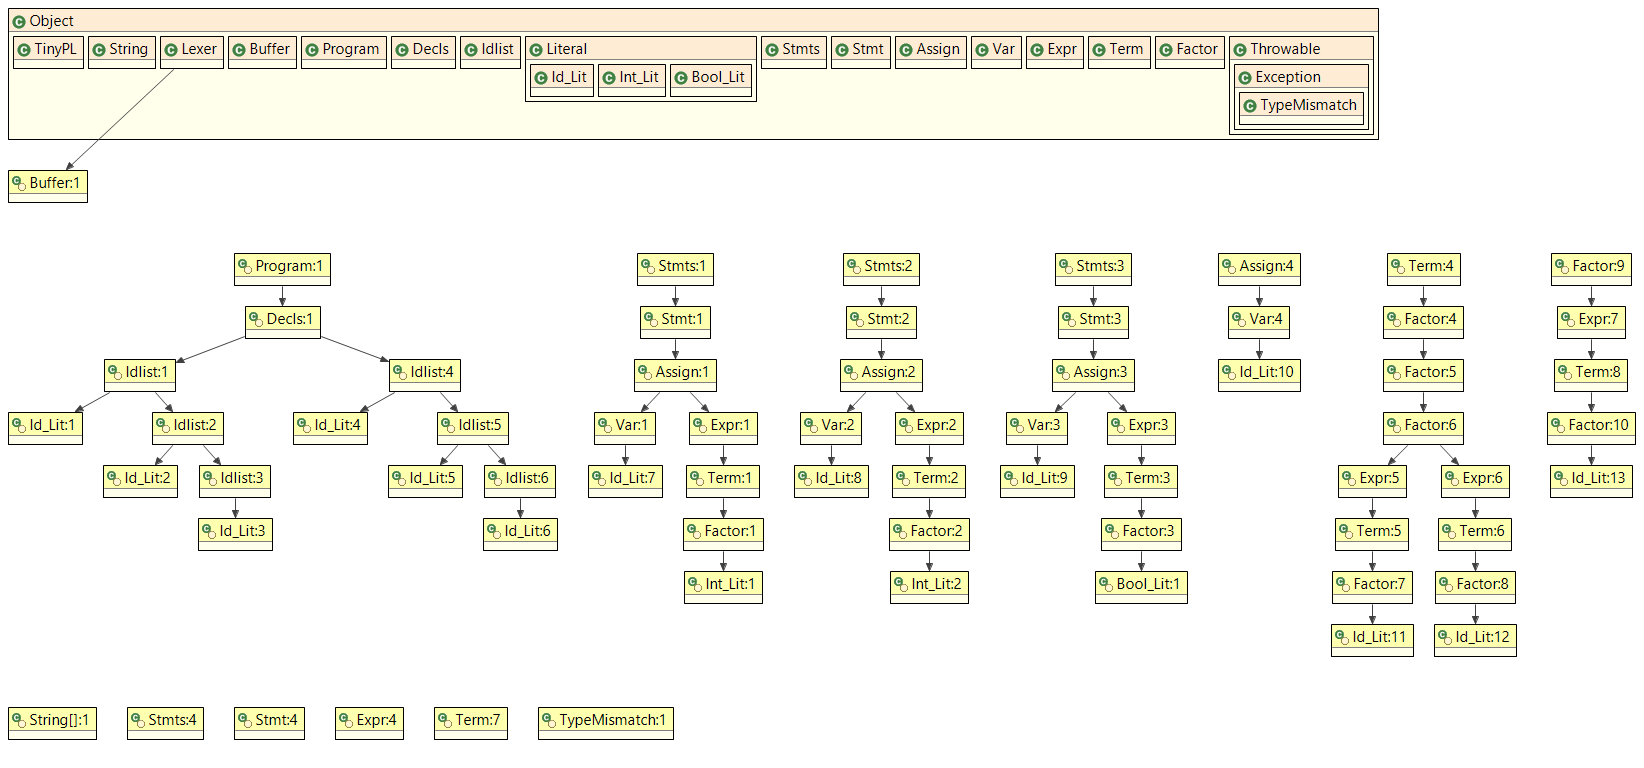 Object
TinyPL String Lexer Buffer Program Decls Idlist Literal Stmts Stmt Assign Var Expr Term Factor Throwable
Id_Lit Int_Lit Bool_Lit Exception
TypeMismatch
Buffer:1
Program:1 Stmts:1 Stmts:2 Stmts:3 Assign:4 Term:4 Factor:9
Decls:1 Stmt:1 Stmt:2 Stmt:3 Var:4 Factor:4 Expr:7
Idlist:1 Idlist:4 Assign:1 Assign:2 Assign:3 Id_Lit:10 Factor:5 Term:8
Id_Lit:1 Idlist:2 Id_Lit:4 Idlist:5 Var:1 Expr:1 Var:2 Expr:2 Var:3 Expr:3 Factor:6 Factor:10
Id_Lit:2 Idlist:3 Id_Lit:5 Idlist:6 Id_Lit:7 Term:1 Id_Lit:8 Term:2 Id_Lit:9 Term:3 Expr:5 Expr:6 Id_Lit:13
Id_Lit:3 Id_Lit:6 Factor:1 Factor:2 Factor:3 Term:5 Term:6
Int_Lit:1 Int_Lit:2 Bool_Lit:1 Factor:7 Factor:8
Id_Lit:11 Id_Lit:12
String[]:1 Stmts:4 Stmt:4 Expr:4 Term:7 TypeMismatch:1